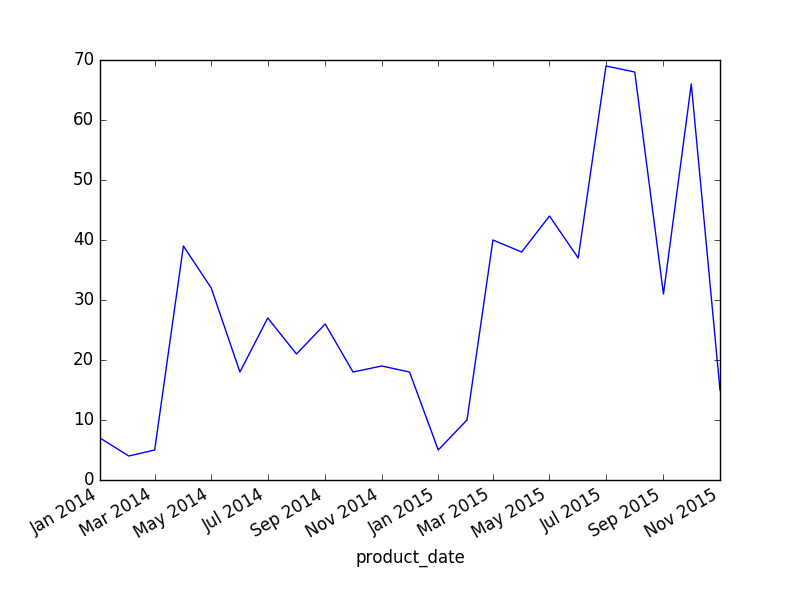 70
60
50
40
30
20
10
0
Jan 2014
Mar 2014
May 2014
Jul 2014
Sep 2014
Nov 2014
Jan 2015
Mar 2015
May 2015
Jul 2015
Sep 2015
Nov 2015
product_date